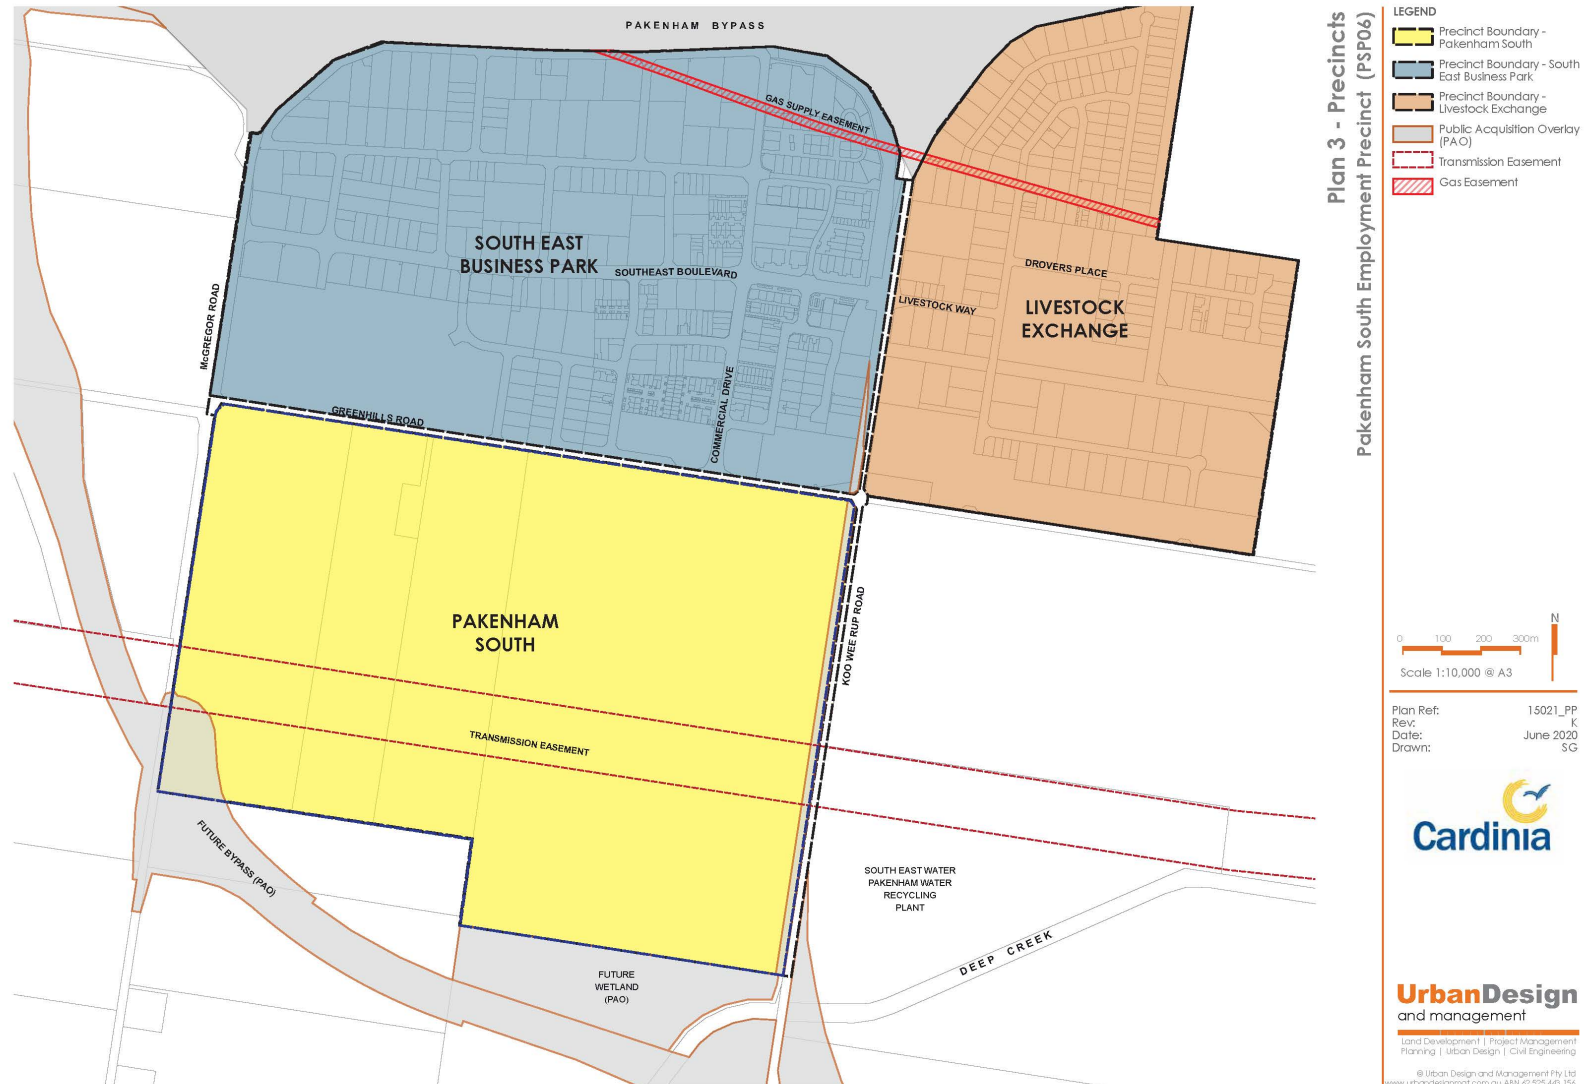 PAKENHAM BYPASS
GAS SUPPLY EASEMENT
SOUTH EAST
BUSINESS PARK
SOUTHEAST BOULEVARD
DROVERS PLACE
LIVESTOCK WAY
LIVESTOCK
EXCHANGE
McGREGOR ROAD
COMMERCIAL DRIVE
GREENHILLS ROAD
PAKENHAM
SOUTH
KOO WEE RUP ROAD
TRANSMISSION EASEMENT
FUTURE BYPASS (PAO)
SOUTH EAST WATER
PAKENHAM WATER
RECYCLING
PLANT
DEEP CREEK
FUTURE
WETLAND
(PAO)
Plan 3 - Precincts
Pakenham South Employment Precinct (PSP06)
LEGEND
Precinct Boundary -
Pakenham South
Precinct Boundary - South
East Business Park
Precinct Boundary -
Livestock Exchange
Public Acquisition Overlay
(PAO)
Transmission Easement
Gas Easement
N
0 100 200 300m
Scale 1:10,000 @ A3
Plan Ref: 15021_PP
Rev: K
Date: June 2020
Drawn: SG
Cardinia
UrbanDesign
and management
Land Development | Project Management
Planning | Urban Design | Civil Engineering
© Urban Design and Management Pty Ltd